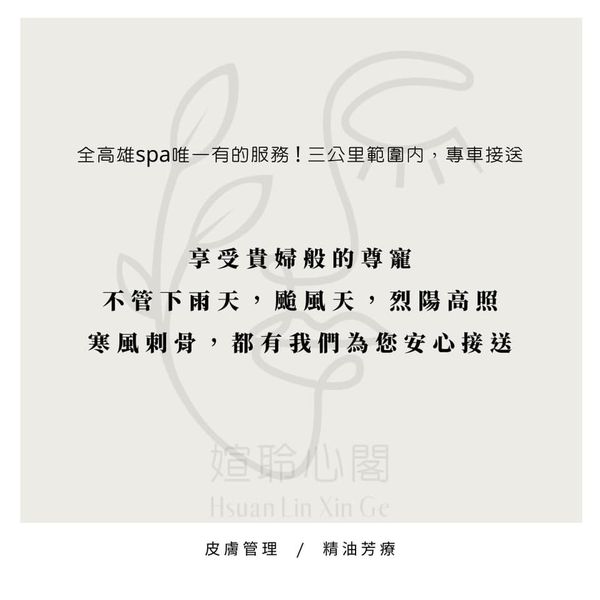 全高雄spa唯一有的服務！三公里範圍內，專車接送
享受貴婦般的尊寵
不管下雨天，颱風天，烈陽高照
寒風刺骨，都有我們為您安心接送
媗聆心閣
Hsuan Lin Xin Ge
皮膚管理 / 精油芳療